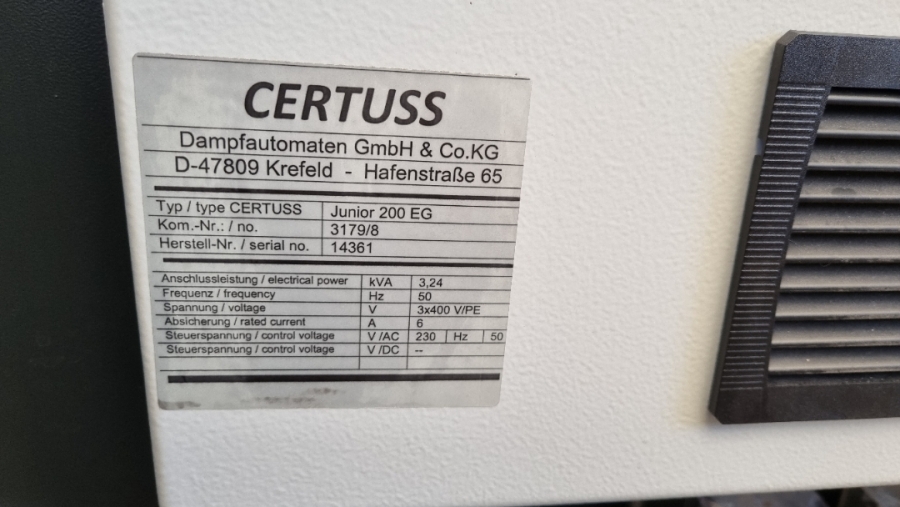 CERTUSS
Dampfautomaten GmbH & Co.KG
D-47809 Krefeld - Hafenstraße 65
Typ / type CERTUSS Junior 200 EG
Kom.-Nr.: / no. 3179/8
Herstell-Nr. / serial no. 14361
Anschlussleistung / electrical power kVA 3,24
Frequenz / frequency Hz 50
Spannung / voltage V 3x400 V/PE
Absicherung / rated current A 6
Steuerspannung / control voltage V /AC 230 Hz 50
Steuerspannung / control voltage V /DC --